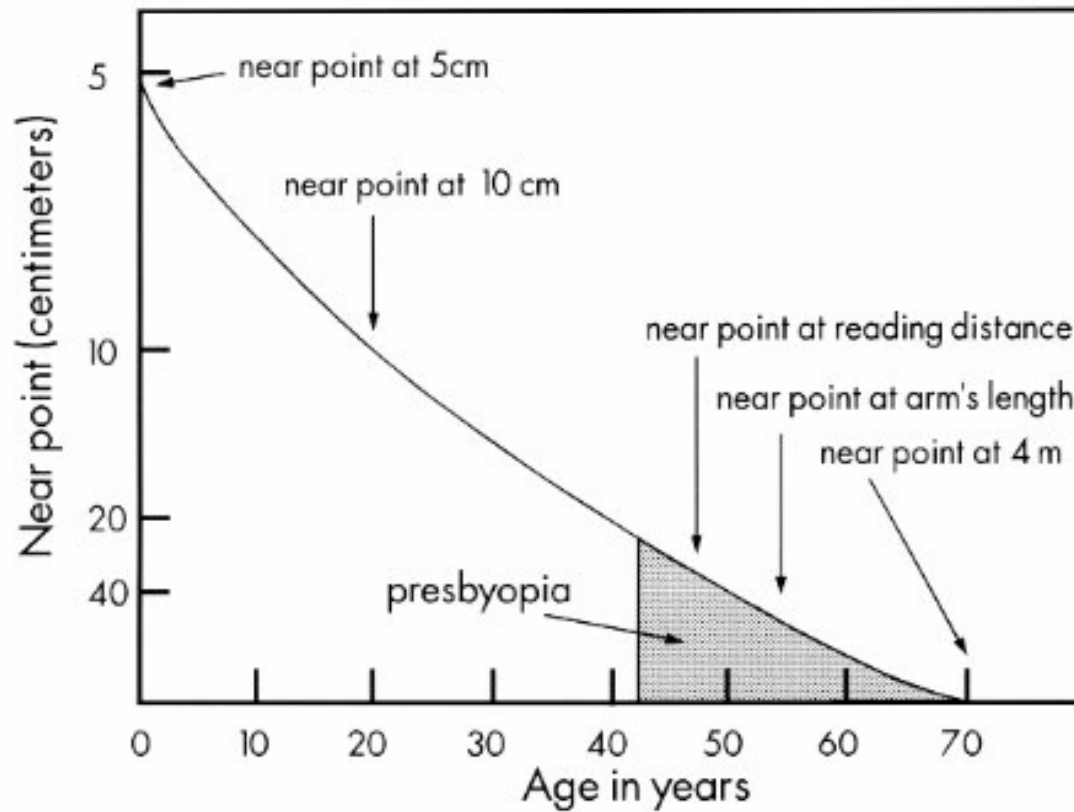 5
near point at 5cm
near point at 10 cm
near point at reading distance
10
near point at arm's length
near point at 4 m
20
40
presbyopia
Near point (centimeters)
0 10 20 30 40 50 60 70
Age in years